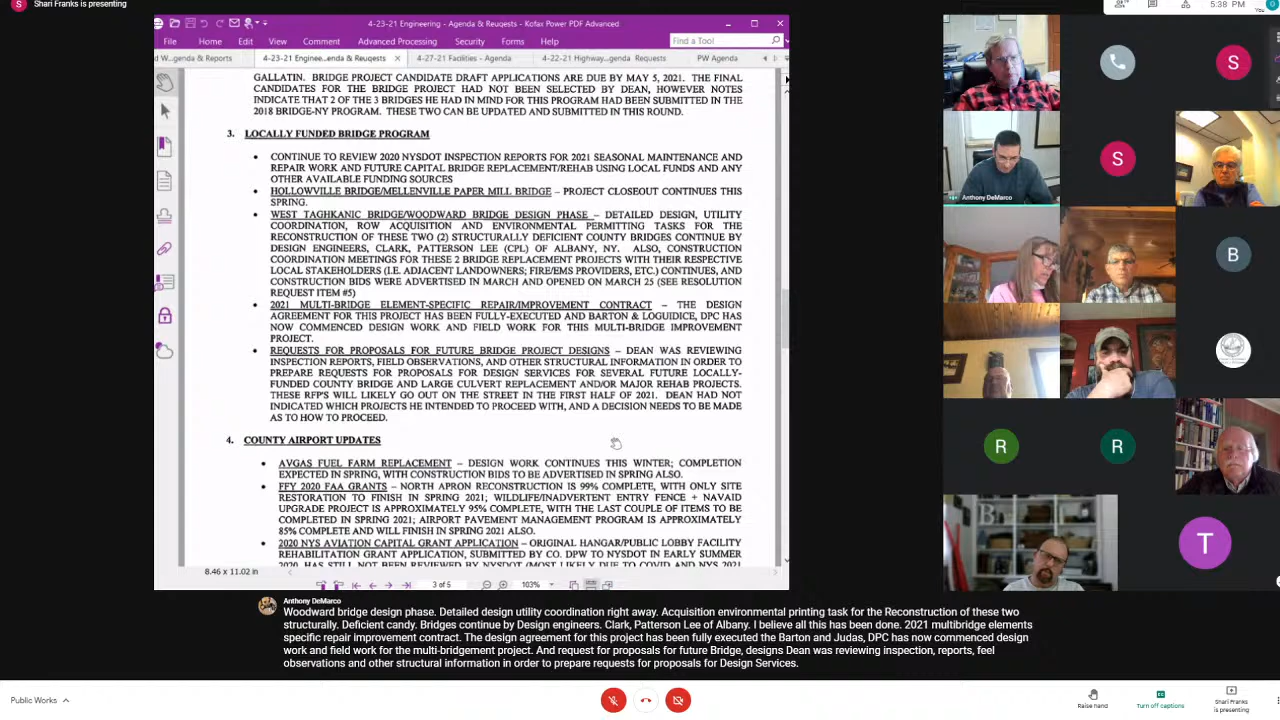 Shari Franks is presenting
5:38 PM
You
4-23-21 Engineering - Agenda & Reuqests - Kofax Power PDF Advanced
File Home Edit View Comment Advanced Processing Security Forms Help
Find a Tool
d W...genda & Reports
4-23-21 Enginee...nda & Reuqests
4-27-21 Facilities - Agenda
4-22-21 Highway...genda Requests
PW Agenda
GALLATIN. BRIDGE PROJECT CANDIDATE DRAFT APPLICATIONS ARE DUE BY MAY 5, 2021. THE FINAL
CANDIDATES FOR THE BRIDGE PROJECT HAD NOT BEEN SELECTED BY DEAN, HOWEVER NOTES
INDICATE THAT 2 OF THE 3 BRIDGES HE HAD IN MIND FOR THIS PROGRAM HAD BEEN SUBMITTED IN THE
2018 BRIDGE-NY PROGRAM. THESE TWO CAN BE UPDATED AND SUBMITTED IN THIS ROUND.
3. LOCALLY FUNDED BRIDGE PROGRAM
• CONTINUE TO REVIEW 2020 NYSDOT INSPECTION REPORTS FOR 2021 SEASONAL MAINTENANCE AND
REPAIR WORK AND FUTURE CAPITAL BRIDGE REPLACEMENT/REHAB USING LOCAL FUNDS AND ANY
OTHER AVAILABLE FUNDING SOURCES
• HOLLOWVILLE BRIDGE/MELLENVILLE PAPER MILL BRIDGE – PROJECT CLOSEOUT CONTINUES THIS
SPRING.
• WEST TAGHKANIC BRIDGE/WOODWARD BRIDGE DESIGN PHASE – DETAILED DESIGN, UTILITY
COORDINATION, ROW ACQUISITION AND ENVIRONMENTAL PERMITTING TASKS FOR THE
RECONSTRUCTION OF THESE TWO (2) STRUCTURALLY DEFICIENT COUNTY BRIDGES CONTINUE BY
DESIGN ENGINEERS, CLARK, PATTERSON LEE (CPL) OF ALBANY, NY. ALSO, CONSTRUCTION
COORDINATION MEETINGS FOR THESE 2 BRIDGE REPLACEMENT PROJECTS WITH THEIR RESPECTIVE
LOCAL STAKEHOLDERS (I.E. ADJACENT LANDOWNERS; FIRE/EMS PROVIDERS, ETC.) CONTINUES, AND
CONSTRUCTION BIDS WERE ADVERTISED IN MARCH AND OPENED ON MARCH 25 (SEE RESOLUTION
REQUEST ITEM #5)
• 2021 MULTI-BRIDGE ELEMENT-SPECIFIC REPAIR/IMPROVEMENT CONTRACT – THE DESIGN
AGREEMENT FOR THIS PROJECT HAS BEEN FULLY-EXECUTED AND BARTON & LOGUIDICE, DPC HAS
NOW COMMENCED DESIGN WORK AND FIELD WORK FOR THIS MULTI-BRIDGE IMPROVEMENT
PROJECT.
• REQUESTS FOR PROPOSALS FOR FUTURE BRIDGE PROJECT DESIGNS – DEAN WAS REVIEWING
INSPECTION REPORTS, FIELD OBSERVATIONS, AND OTHER STRUCTURAL INFORMATION IN ORDER TO
PREPARE REQUESTS FOR PROPOSALS FOR DESIGN SERVICES FOR SEVERAL FUTURE LOCALLY-
FUNDED COUNTY BRIDGE AND LARGE CULVERT REPLACEMENT AND/OR MAJOR REHAB PROJECTS.
THESE RFP'S WILL LIKELY GO OUT ON THE STREET IN THE FIRST HALF OF 2021. DEAN HAD NOT
INDICATED WHICH PROJECTS HE INTENDED TO PROCEED WITH, AND A DECISION NEEDS TO BE MADE
AS TO HOW TO PROCEED.
4. COUNTY AIRPORT UPDATES
• AVGAS FUEL FARM REPLACEMENT – DESIGN WORK CONTINUES THIS WINTER; COMPLETION
EXPECTED IN SPRING, WITH CONSTRUCTION BIDS TO BE ADVERTISED IN SPRING ALSO.
• FFY 2020 FAA GRANTS – NORTH APRON RECONSTRUCTION IS 99% COMPLETE, WITH ONLY SITE
RESTORATION TO FINISH IN SPRING 2021; WILDLIFE/INADVERTENT ENTRY FENCE + NAVAID
UPGRADE PROJECT IS APPROXIMATELY 95% COMPLETE, WITH THE LAST COUPLE OF ITEMS TO BE
COMPLETED IN SPRING 2021; AIRPORT PAVEMENT MANAGEMENT PROGRAM IS APPROXIMATELY
85% COMPLETE AND WILL FINISH IN SPRING 2021 ALSO.
• 2020 NYS AVIATION CAPITAL GRANT APPLICATION – ORIGINAL HANGAR/PUBLIC LOBBY FACILITY
REHABILITATION GRANT APPLICATION, SUBMITTED BY CO. DPW TO NYSDOT IN EARLY SUMMER
2020, HAS STILL NOT BEEN REVIEWED BY NYSDOT (MOST LIKELY DUE TO COVID AND NYS 2021
8.46 x 11.02 in
3 of 5
103%
S
Anthony DeMarco
S
B
R
R
T
Anthony DeMarco
Woodward bridge design phase. Detailed design utility coordination right away. Acquisition environmental printing task for the Reconstruction of these two
structurally. Deficient candy. Bridges continue by Design engineers. Clark, Patterson Lee of Albany. I believe all this has been done. 2021 multibridge elements
specific repair improvement contract. The design agreement for this project has been fully executed the Barton and Judas, DPC has now commenced design
work and field work for the multi-bridgement project. And request for proposals for future Bridge, designs Dean was reviewing inspection, reports, feel
observations and other structural information in order to prepare requests for proposals for Design Services.
Public Works
Raise hand
Turn off captions
Shari Franks
is presenting